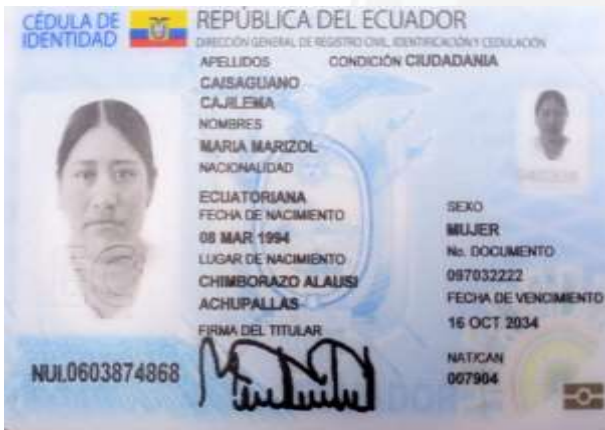 CÉDULA DE
IDENTIDAD
REPÚBLICA DEL ECUADOR
DIRECCIÓN GENERAL DE REGISTRO CIVIL, IDENTIFICACIÓN Y CEDULACIÓN
APELLIDOS CONDICIÓN CIUDADANIA
CAISAGUANO
CAJILEMA
NOMBRES
MARIA MARIZOL
NACIONALIDAD
ECUATORIANA
FECHA DE NACIMIENTO
08 MAR 1994
LUGAR DE NACIMIENTO
CHIMBORAZO ALAUSI
ACHUPALLAS
FIRMA DEL TITULAR
SEXO
MUJER
No. DOCUMENTO
097032222
FECHA DE VENCIMIENTO
16 OCT 2034
NAT/CAN
007904
NUI.0603874868